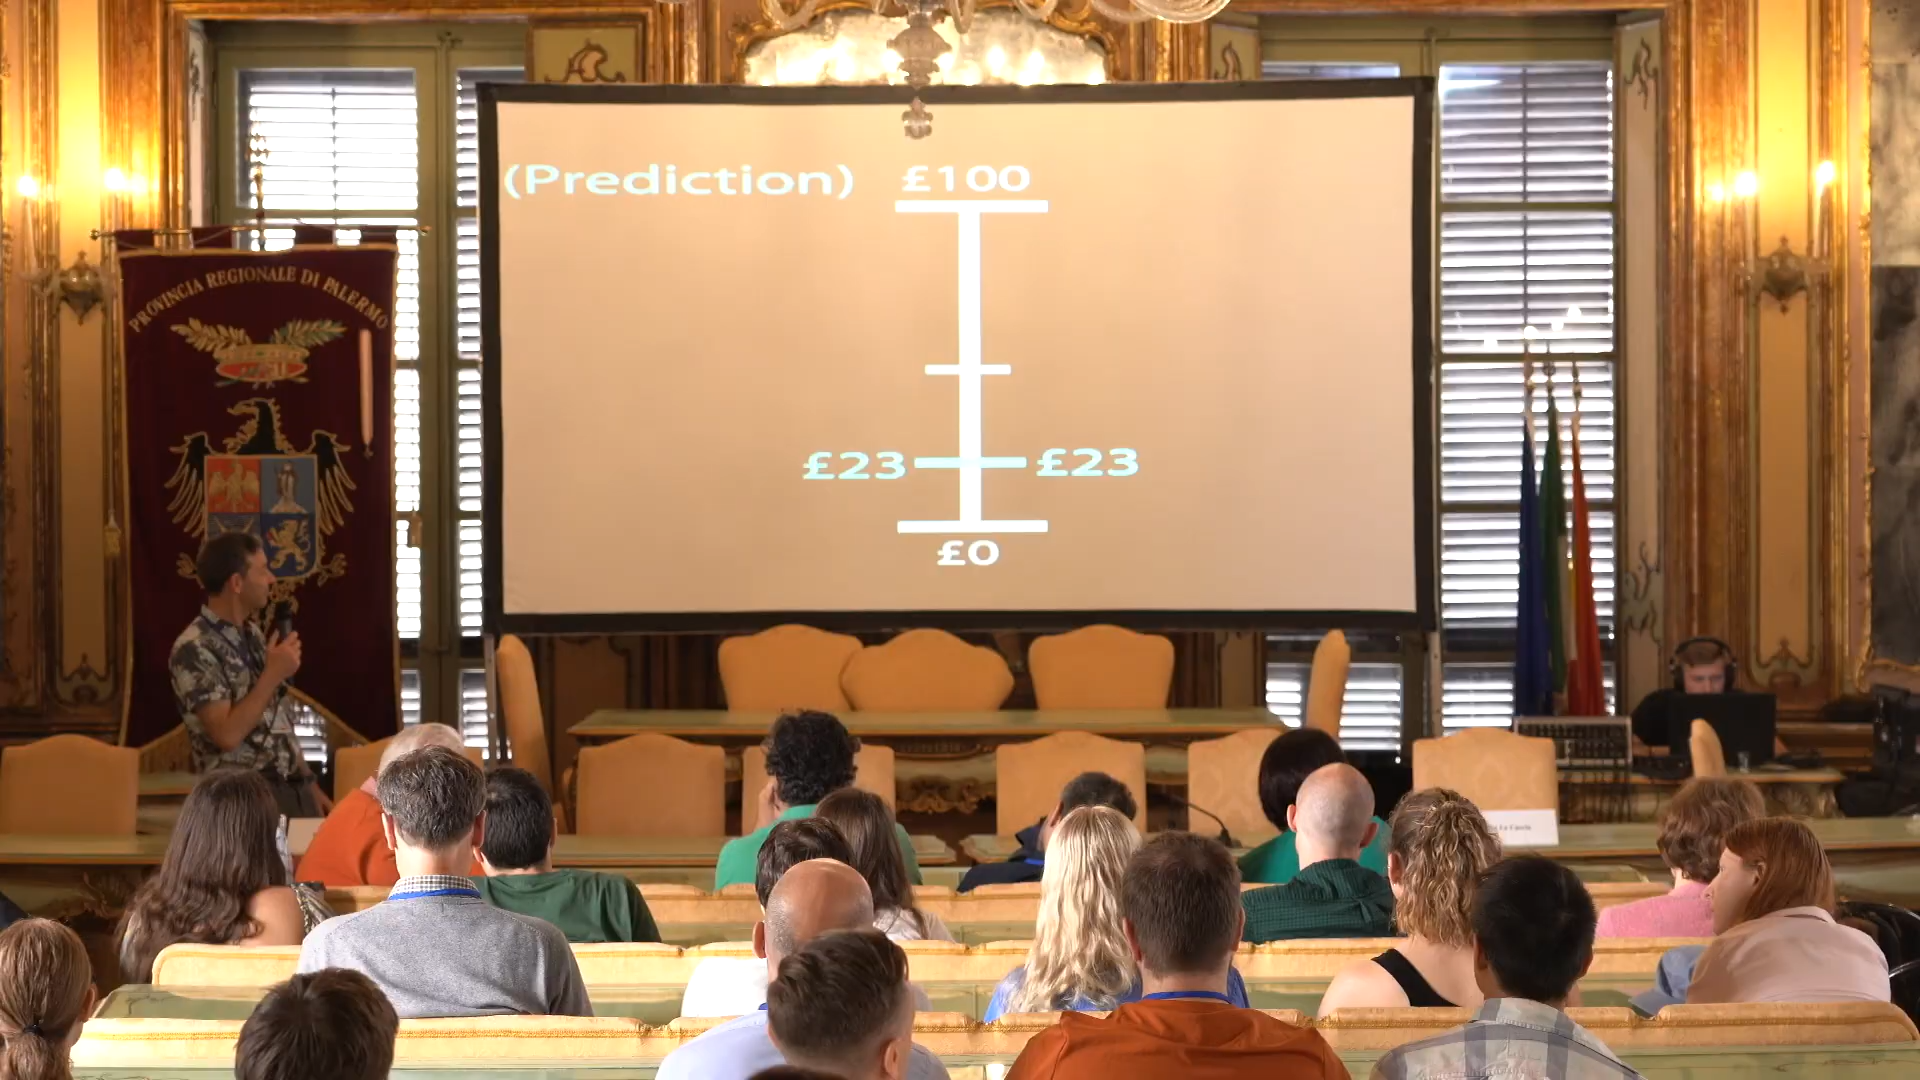 (Prediction) £100
£23 £23
£0
PROVINCIA REGIONALE DI PALERMO